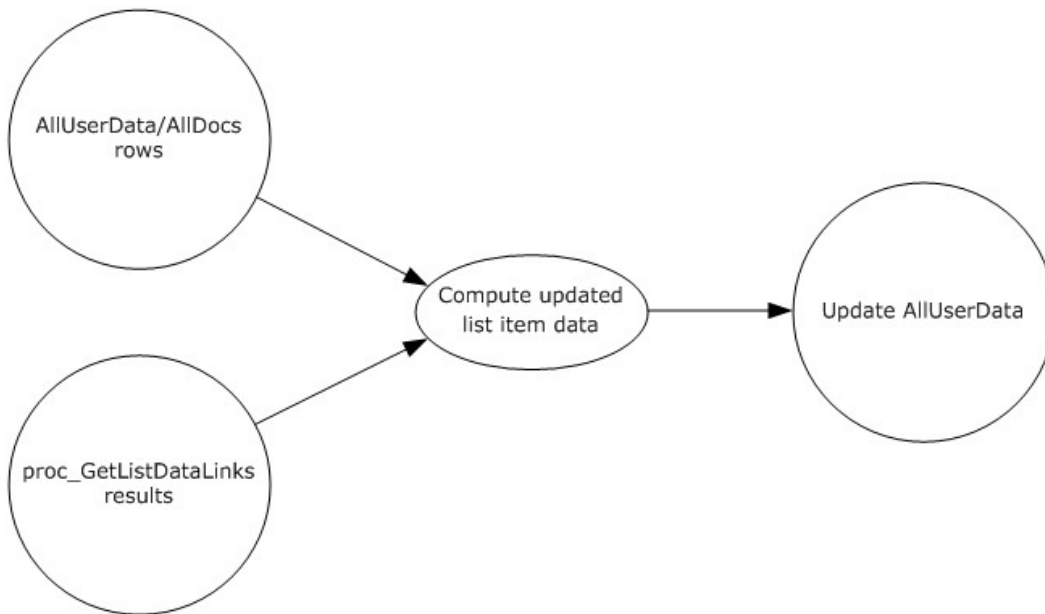 AllUserData/AllDocs
rows
Compute updated
list item data
Update AllUserData
proc_GetListDataLinks
results